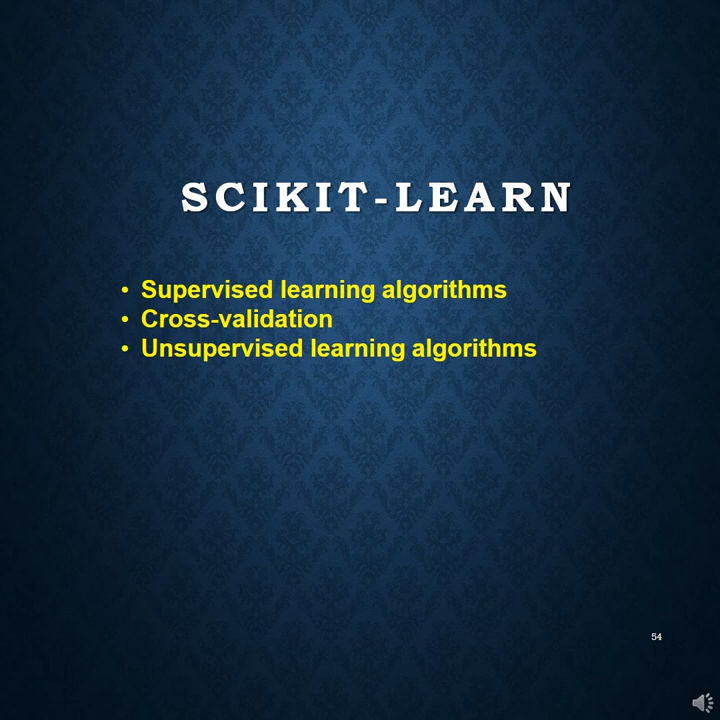 SCIKIT-LEARN
• Supervised learning algorithms
• Cross-validation
• Unsupervised learning algorithms
54